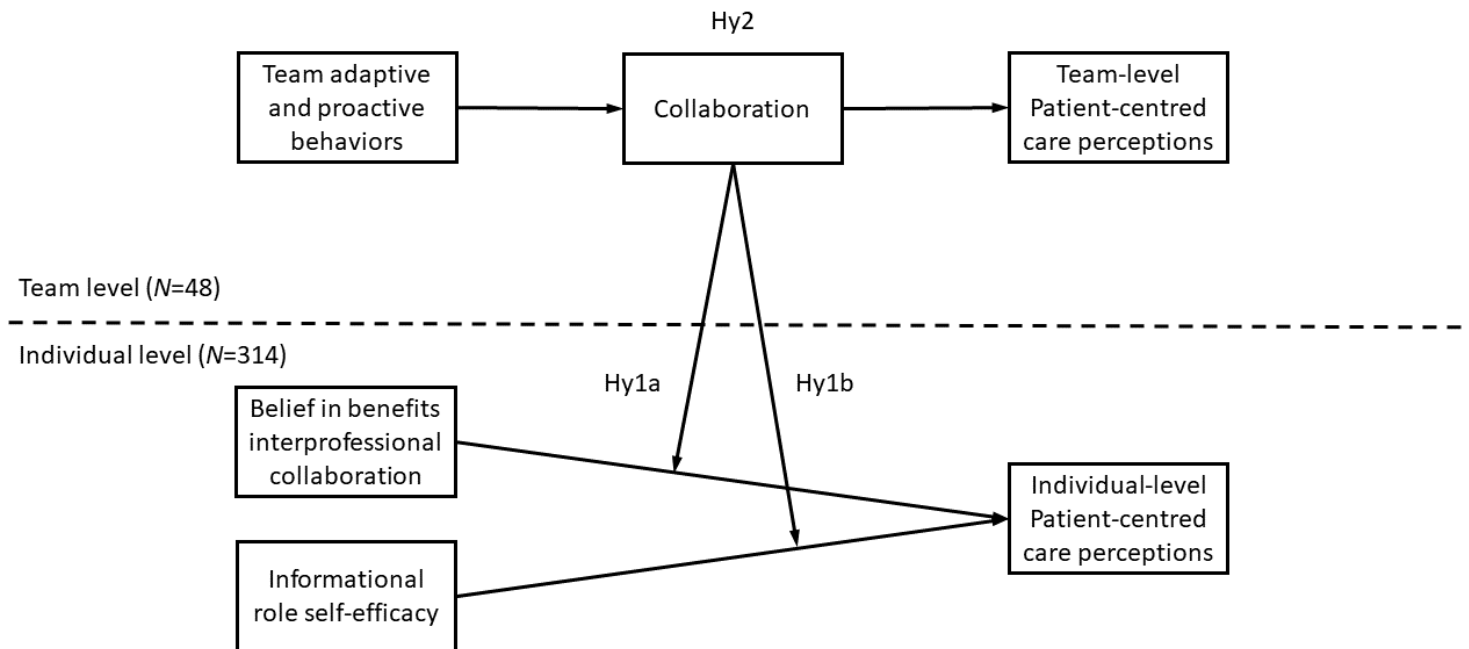 Hy2
Team adaptive
and proactive
behaviors
Collaboration
Team-level
Patient-centred
care perceptions
Team level (N=48)
Individual level (N=314)
Hy1a
Hy1b
Belief in benefits
interprofessional
collaboration
Individual-level
Patient-centred
care perceptions
Informational
role self-efficacy